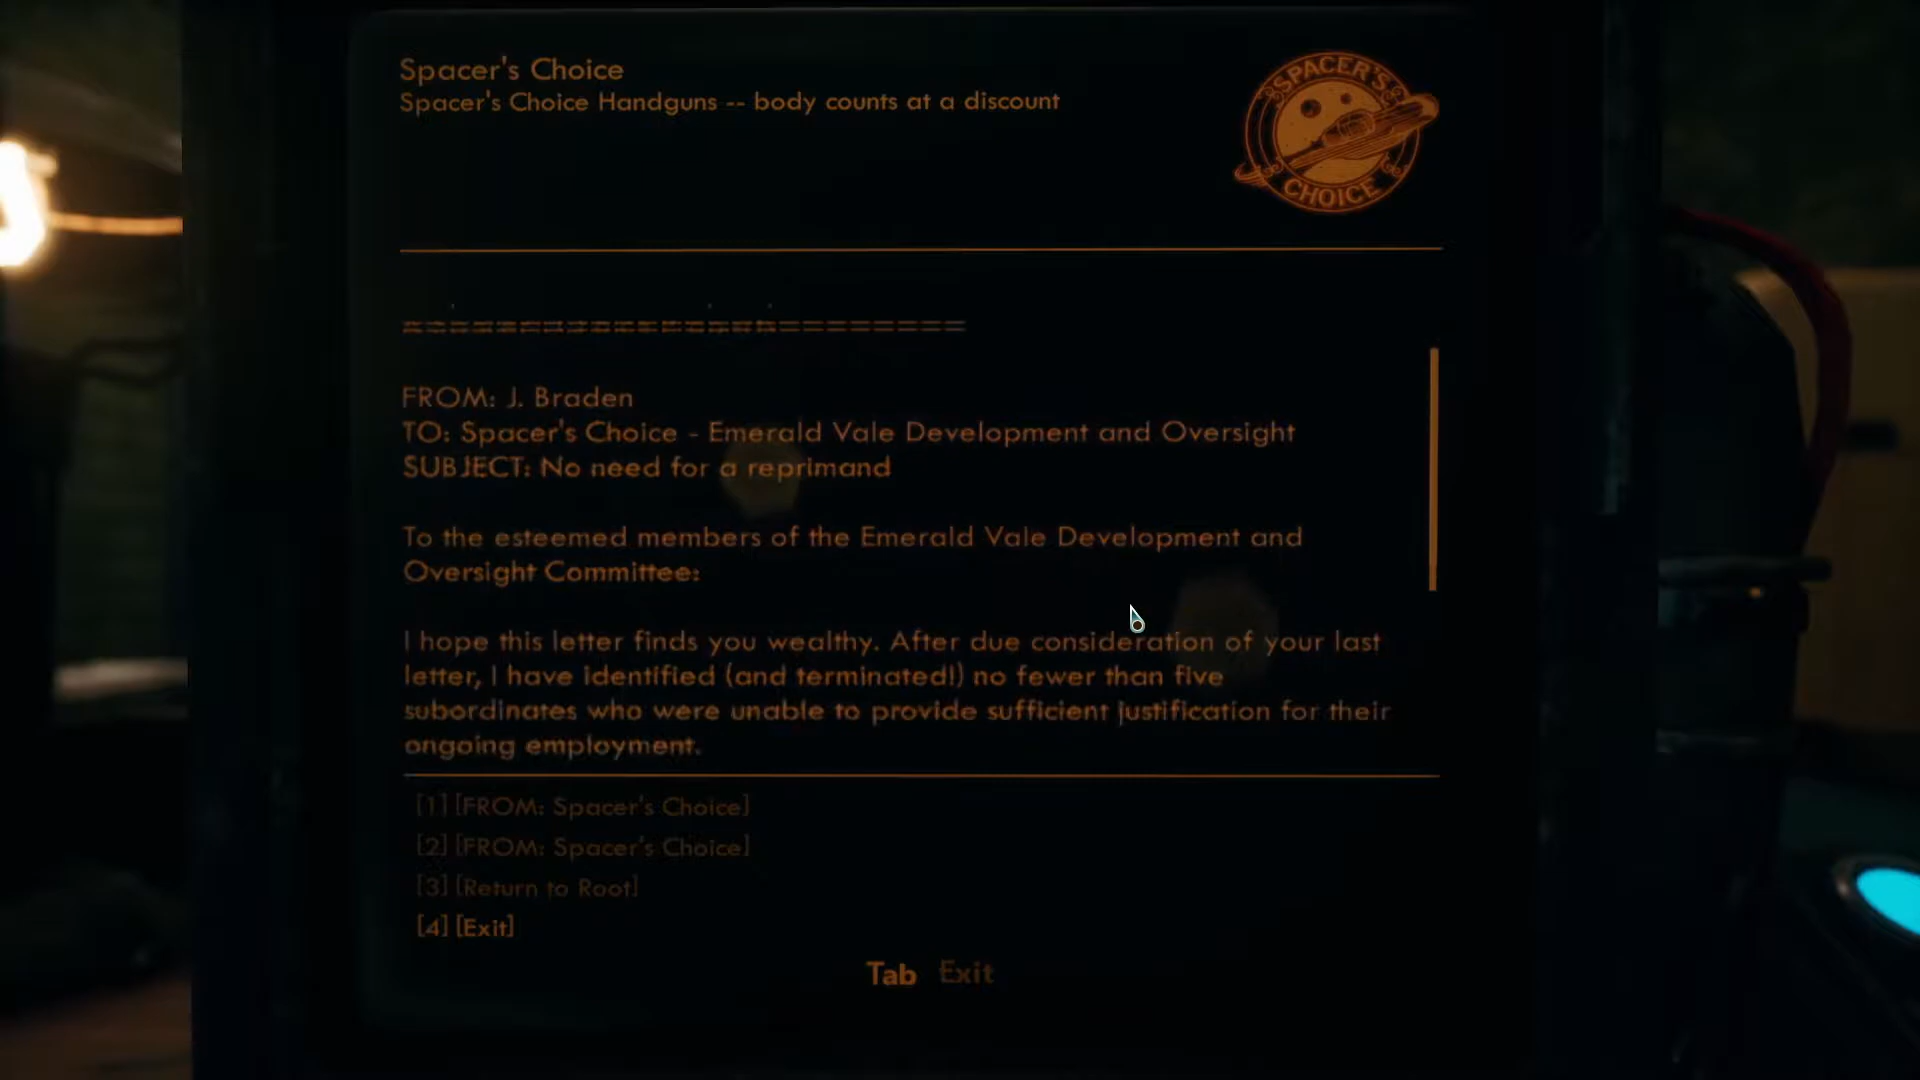 Spacer's Choice
Spacer's Choice Handguns -- body counts at a discount
SPACER'S
CHOICE
========================
FROM: J. Braden
TO: Spacer's Choice - Emerald Vale Development and Oversight
SUBJECT: No need for a reprimand
To the esteemed members of the Emerald Vale Development and
Oversight Committee:
I hope this letter finds you wealthy. After due consideration of your last
letter, I have identified (and terminated!) no fewer than five
subordinates who were unable to provide sufficient justification for their
ongoing employment.
[1] [FROM: Spacer's Choice]
[2] [FROM: Spacer's Choice]
[3] [Return to Root]
[4] [Exit]
Tab Exit